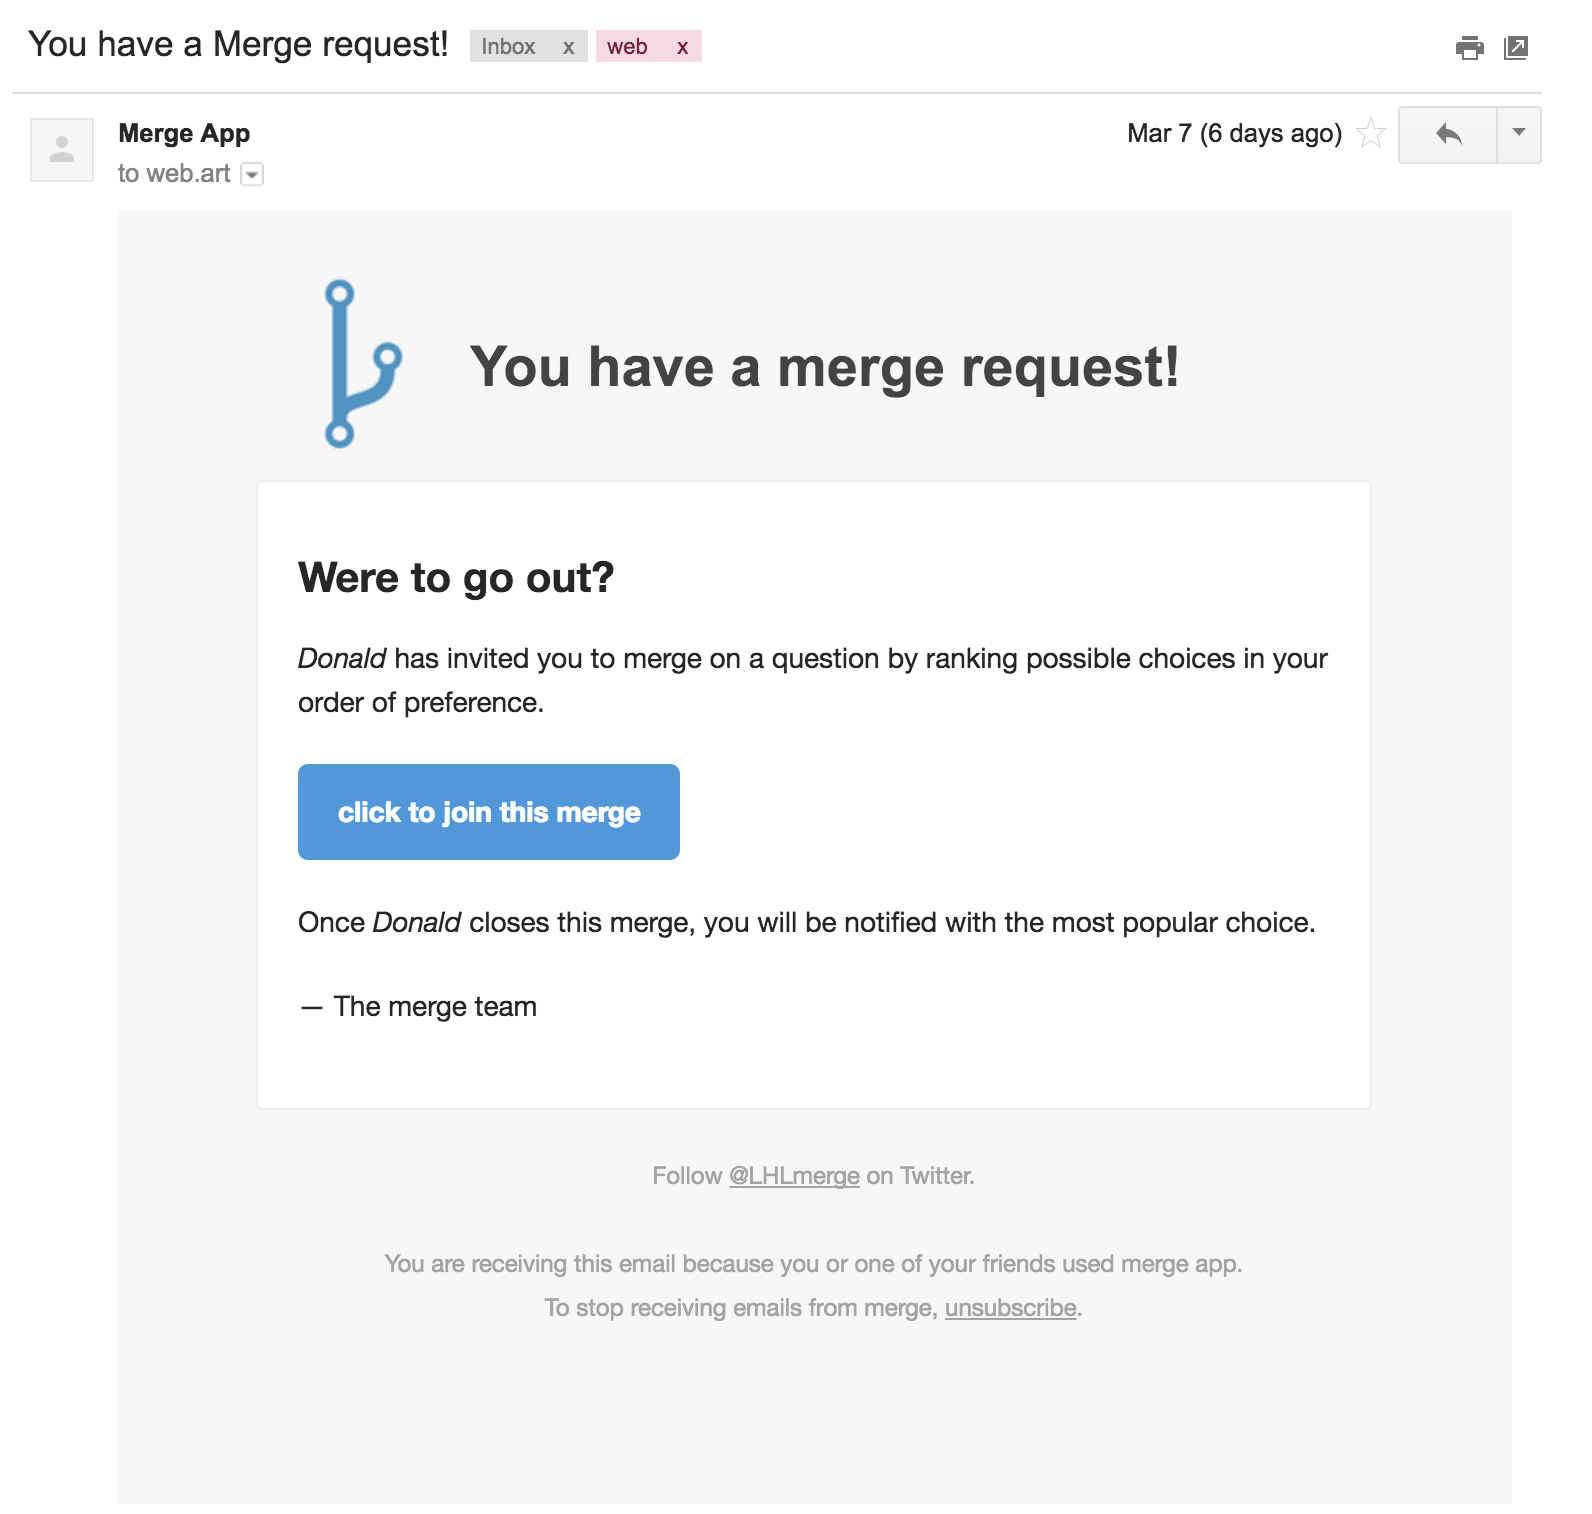 You have a Merge request! Inbox x web x
Merge App
Mar 7 (6 days ago)
to web.art
You have a merge request!
Were to go out?
Donald has invited you to merge on a question by ranking possible choices in your
order of preference.
click to join this merge
Once Donald closes this merge, you will be notified with the most popular choice.
— The merge team
Follow @LHLmerge on Twitter.
You are receiving this email because you or one of your friends used merge app.
To stop receiving emails from merge, unsubscribe.